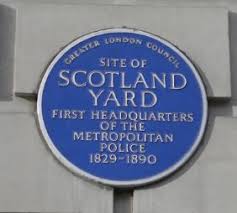 GREATER LONDON COUNCIL
SITE OF
SCOTLAND
YARD
FIRST HEADQUARTERS
OF THE
METROPOLITAN
POLICE
1829-1890